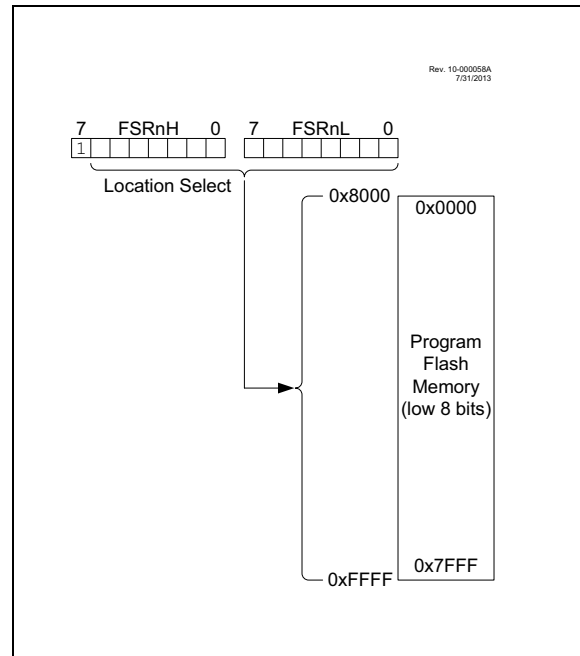 Rev. 10-000058A
7/31/2013
7 FSRnH 0 7 FSRnL 0
1
Location Select
0x8000
0x0000
Program
Flash
Memory
(low 8 bits)
0x7FFF
0xFFFF